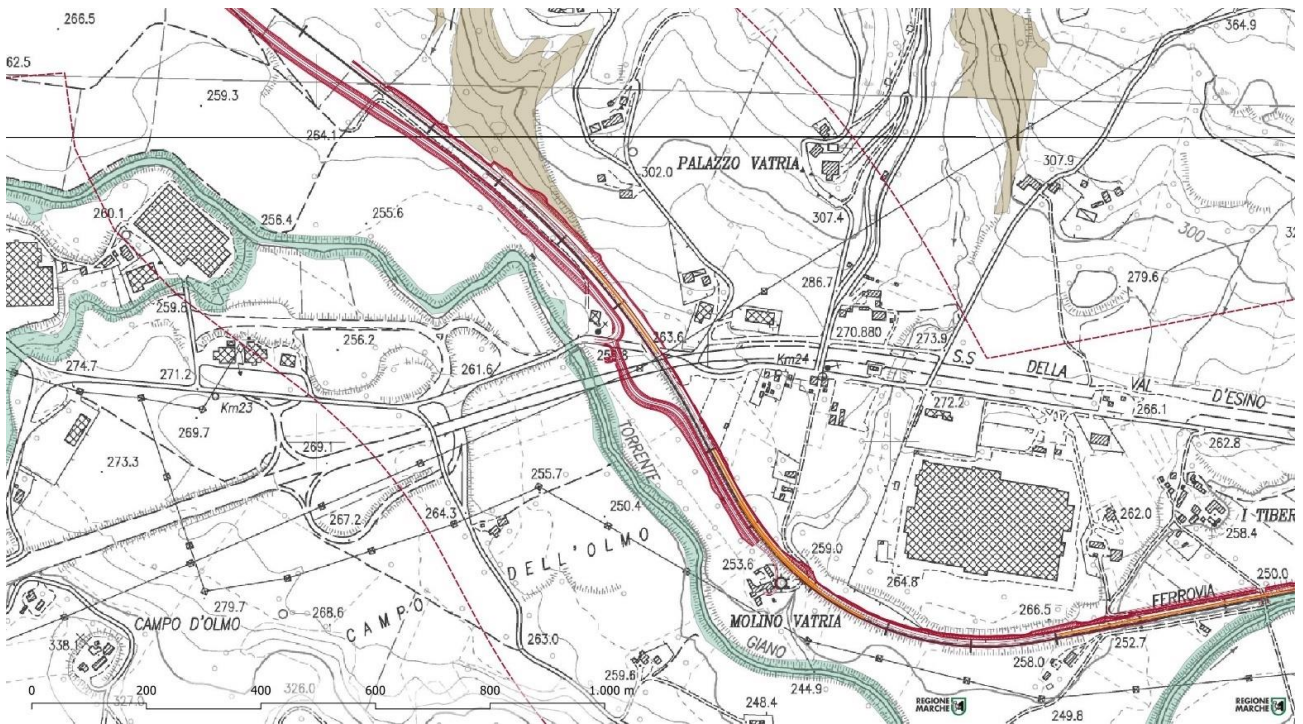 266.5
364.9
62.5
259.3
264.1
307.9
PALAZZO VATRIA
302.0
260.1
256.4
255.6
307.4
300
279.6
286.7
259.8
270.880
273.9
263.6
256.2
S.S
DELLA
VAL
D'ESINO
Km24
274.7
271.2
261.6
Km23
266.1
272.2
269.7
269.1
262.8
273.3
TORRENTE
255.7
267.2
264.3
250.4
262.0
I TIBER
258.4
DELL'OLMO
259.0
253.6
264.8
250.0
279.7
268.6
CAMPO
FERROVIA
266.5
CAMPO D'OLMO
MOLINO VATRIA
263.0
252.7
338.1
GIANO
258.0
259.6
244.9
326.0
327.0
248.4
249.8
0 200 400 600 800 1.000 m
REGIONE
MARCHE
REGIONE
MARCHE